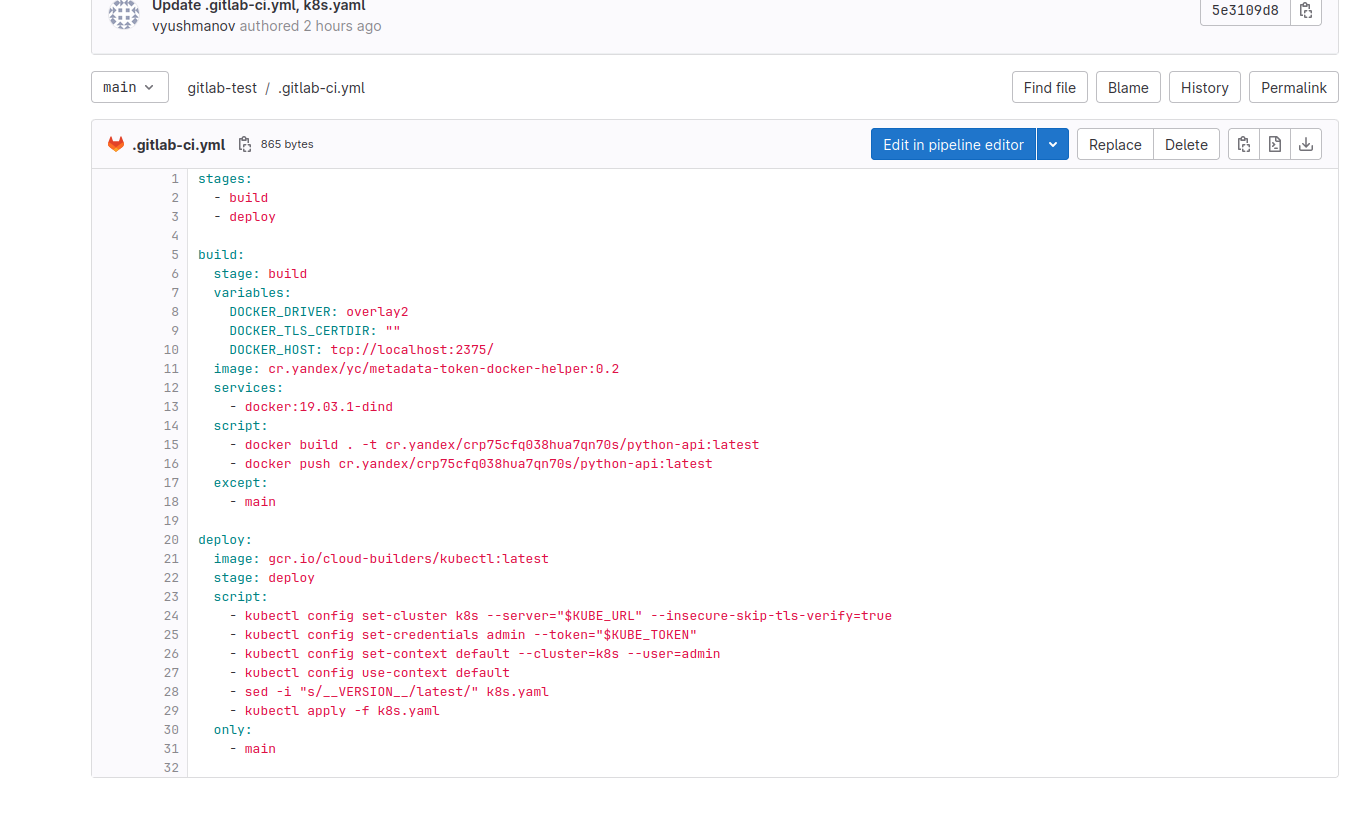 Update .gitlab-ci.yml, k8s.yaml
vyushmanov authored 2 hours ago
5e3109d8
main
gitlab-test / .gitlab-ci.yml
Find file
Blame
History
Permalink
.gitlab-ci.yml
865 bytes
Edit in pipeline editor
Replace
Delete
1 stages:
2   - build
3   - deploy
4
5 build:
6   stage: build
7   variables:
8     DOCKER_DRIVER: overlay2
9     DOCKER_TLS_CERTDIR: ""
10     DOCKER_HOST: tcp://localhost:2375/
11   image: cr.yandex/yc/metadata-token-docker-helper:0.2
12   services:
13     - docker:19.03.1-dind
14   script:
15     - docker build . -t cr.yandex/crp75cfq038hua7qn70s/python-api:latest
16     - docker push cr.yandex/crp75cfq038hua7qn70s/python-api:latest
17   except:
18     - main
19
20 deploy:
21   image: gcr.io/cloud-builders/kubectl:latest
22   stage: deploy
23   script:
24     - kubectl config set-cluster k8s --server="$KUBE_URL" --insecure-skip-tls-verify=true
25     - kubectl config set-credentials admin --token="$KUBE_TOKEN"
26     - kubectl config set-context default --cluster=k8s --user=admin
27     - kubectl config use-context default
28     - sed -i "s/__VERSION__/latest/" k8s.yaml
29     - kubectl apply -f k8s.yaml
30   only:
31     - main
32